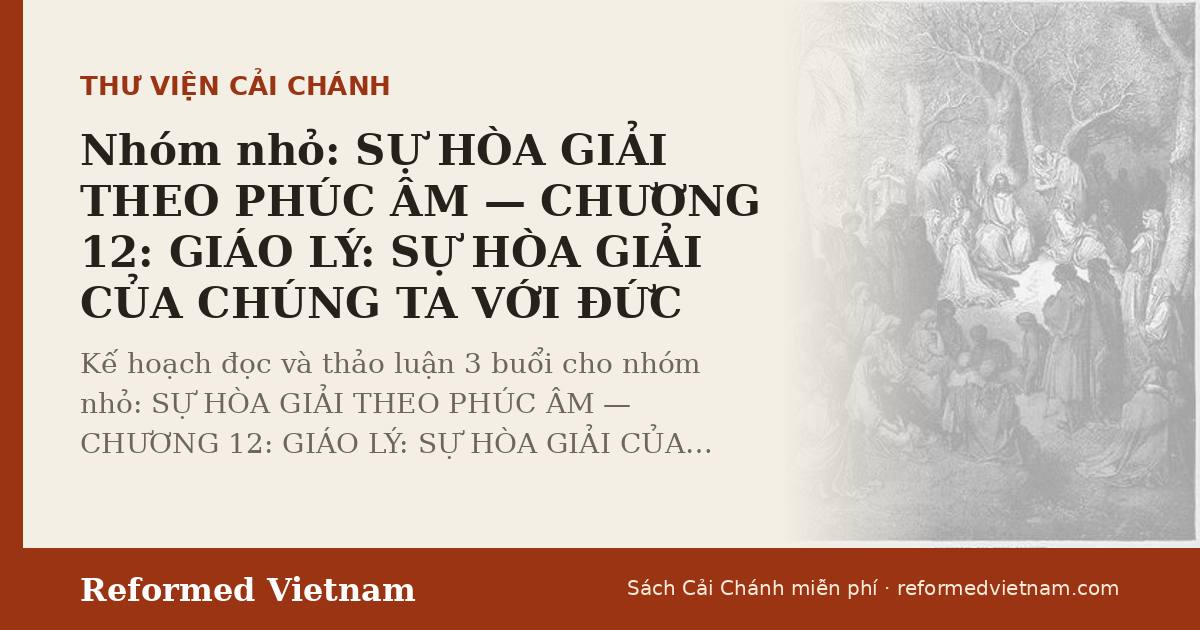 THƯ VIỆN CẢI CHÁNH
Nhóm nhỏ: SỰ HÒA GIẢI
THEO PHÚC ÂM — CHƯƠNG
12: GIÁO LÝ: SỰ HÒA GIẢI
CỦA CHÚNG TA VỚI ĐỨC
Kế hoạch đọc và thảo luận 3 buổi cho nhóm
nhỏ: SỰ HÒA GIẢI THEO PHÚC ÂM —
CHƯƠNG 12: GIÁO LÝ: SỰ HÒA GIẢI CỦA…
Reformed Vietnam
Sách Cải Chánh miễn phí · reformedvietnam.com